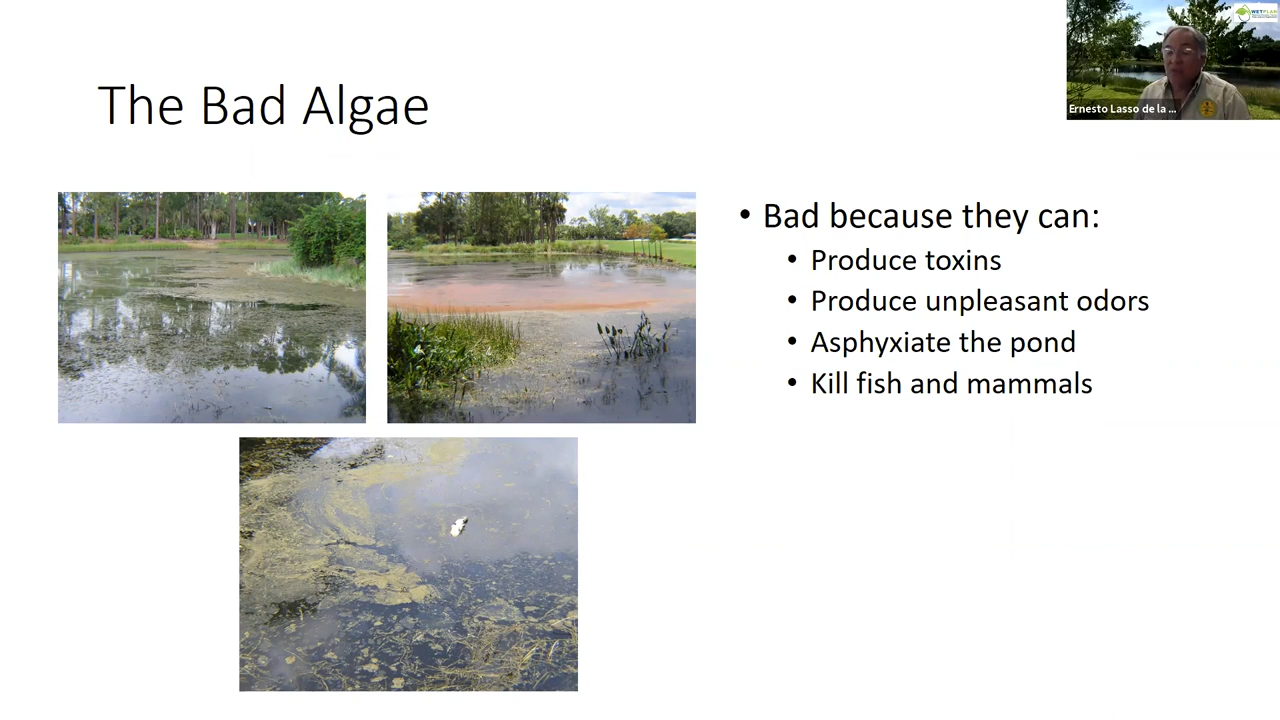 WETPLAN
Ernesto Lasso de la ...
The Bad Algae
• Bad because they can:
• Produce toxins
• Produce unpleasant odors
• Asphyxiate the pond
• Kill fish and mammals